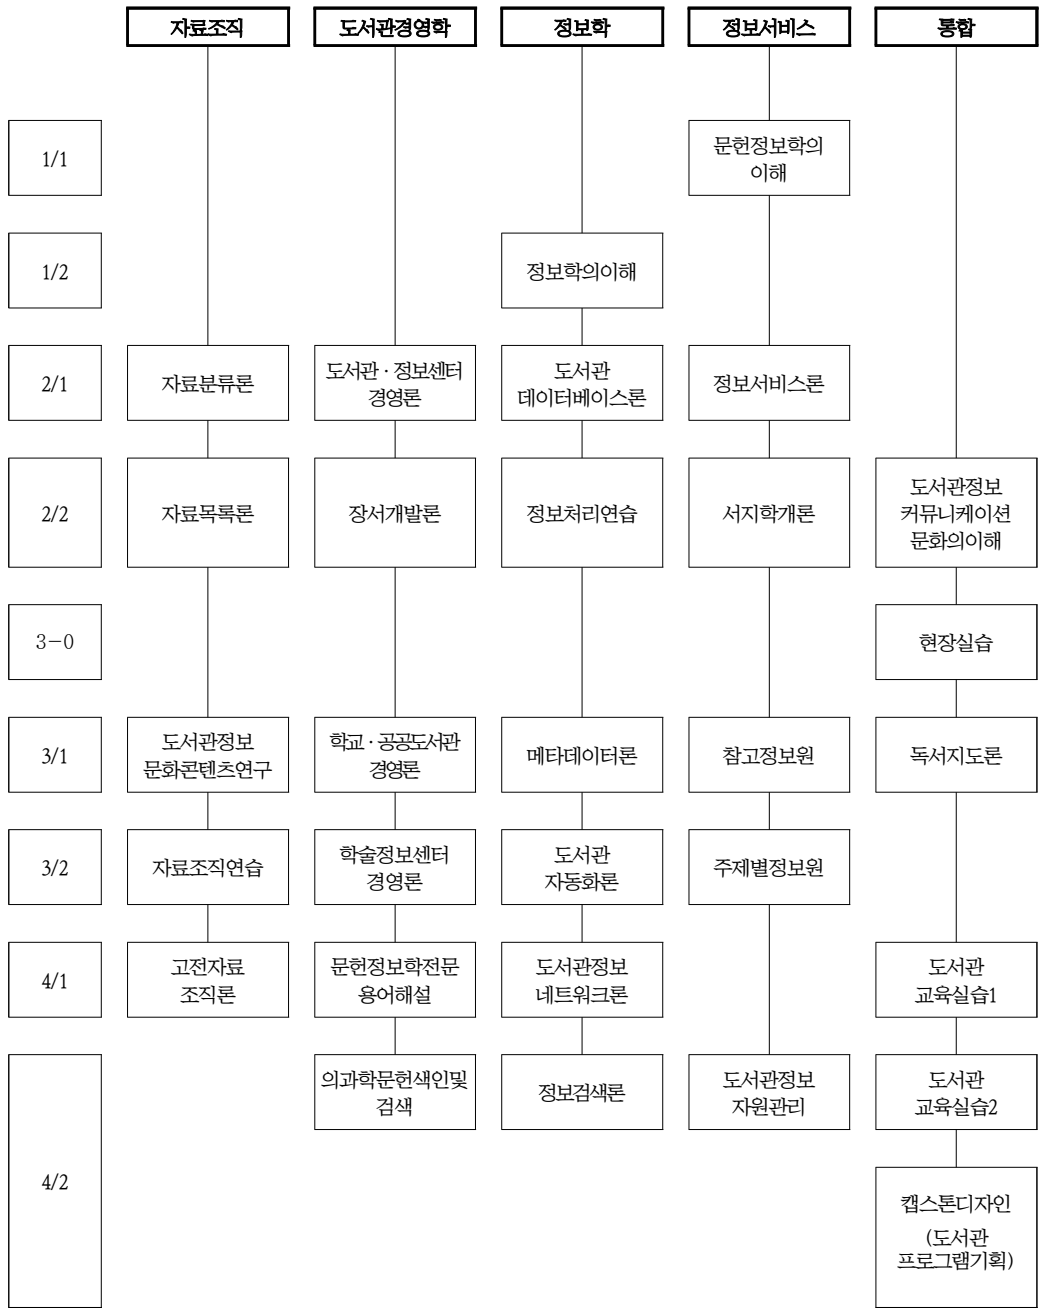 자료조직
도서관경영학
정보학
정보서비스
통합
1/1
문헌정보학의
이해
1/2
정보학의이해
2/1
자료분류론
도서관 · 정보센터
경영론
도서관
데이터베이스론
정보서비스론
2/2
자료목록론
장서개발론
정보처리연습
서지학개론
도서관정보
커뮤니케이션
문화의이해
3-0
현장실습
3/1
도서관정보
문화콘텐츠연구
학교 · 공공도서관
경영론
메타데이터론
참고정보원
독서지도론
3/2
자료조직연습
학술정보센터
경영론
도서관
자동화론
주제별정보원
4/1
고전자료
조직론
문헌정보학전문
용어해설
도서관정보
네트워크론
도서관
교육실습1
4/2
의과학문헌색인및
검색
정보검색론
도서관정보
자원관리
도서관
교육실습2
캡스톤디자인
(도서관
프로그램기획)